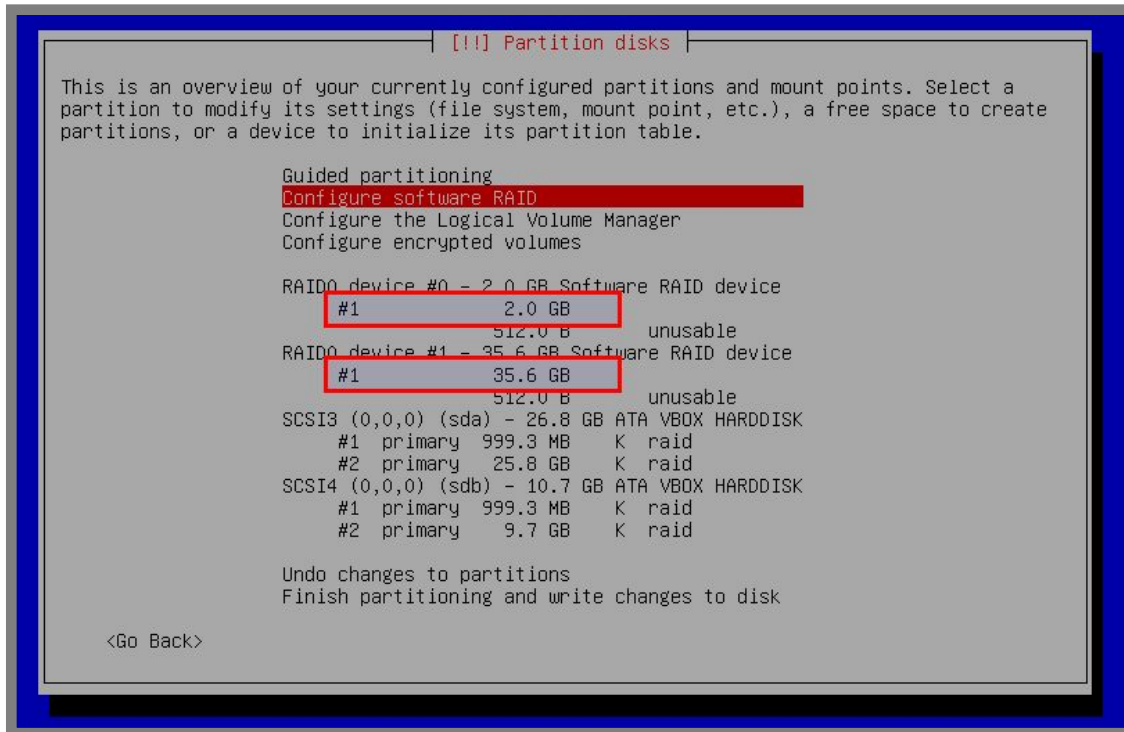 [!!] Partition disks
This is an overview of your currently configured partitions and mount points. Select a
partition to modify its settings (file system, mount point, etc.), a free space to create
partitions, or a device to initialize its partition table.
Guided partitioning
Configure software RAID
Configure the Logical Volume Manager
Configure encrypted volumes
RAID0 device #0 - 2.0 GB Software RAID device
#1 2.0 GB
512.0 B unusable
RAID0 device #1 - 35.6 GB Software RAID device
#1 35.6 GB
512.0 B unusable
SCSI3 (0,0,0) (sda) - 26.8 GB ATA VBOX HARDDISK
#1 primary 999.3 MB K raid
#2 primary 25.8 GB K raid
SCSI4 (0,0,0) (sdb) - 10.7 GB ATA VBOX HARDDISK
#1 primary 999.3 MB K raid
#2 primary 9.7 GB K raid
Undo changes to partitions
Finish partitioning and write changes to disk
<Go Back>